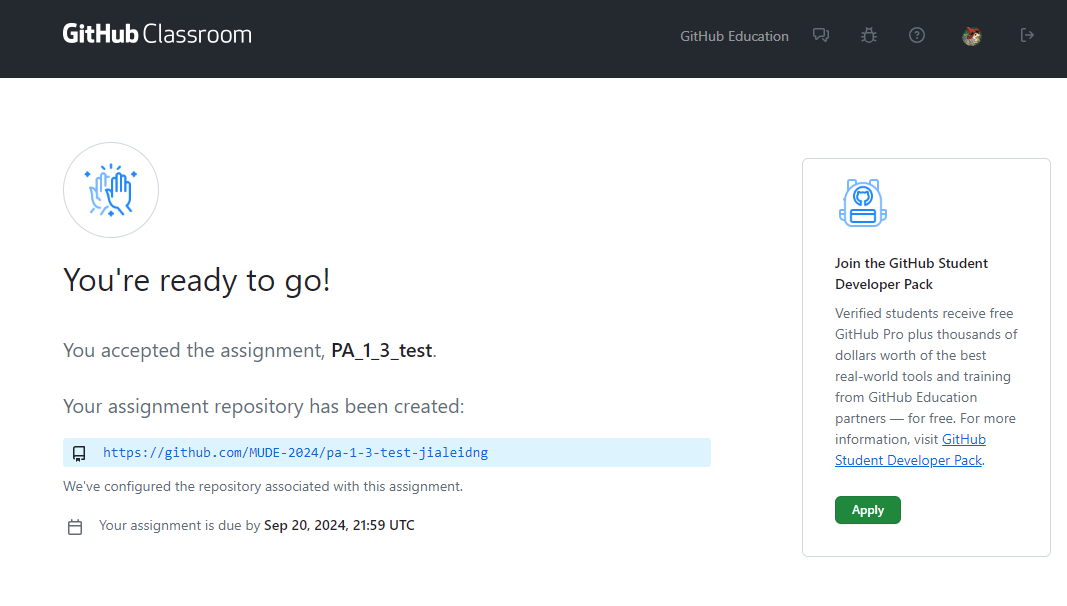 GitHub Classroom
GitHub Education
You're ready to go!
You accepted the assignment, PA_1_3_test.
Your assignment repository has been created:
https://github.com/MUDE-2024/pa-1-3-test-jialeidng
We've configured the repository associated with this assignment.
Your assignment is due by Sep 20, 2024, 21:59 UTC
Join the GitHub Student
Developer Pack
Verified students receive free
GitHub Pro plus thousands of
dollars worth of the best
real-world tools and training
from GitHub Education
partners — for free. For more
information, visit GitHub
Student Developer Pack.
Apply